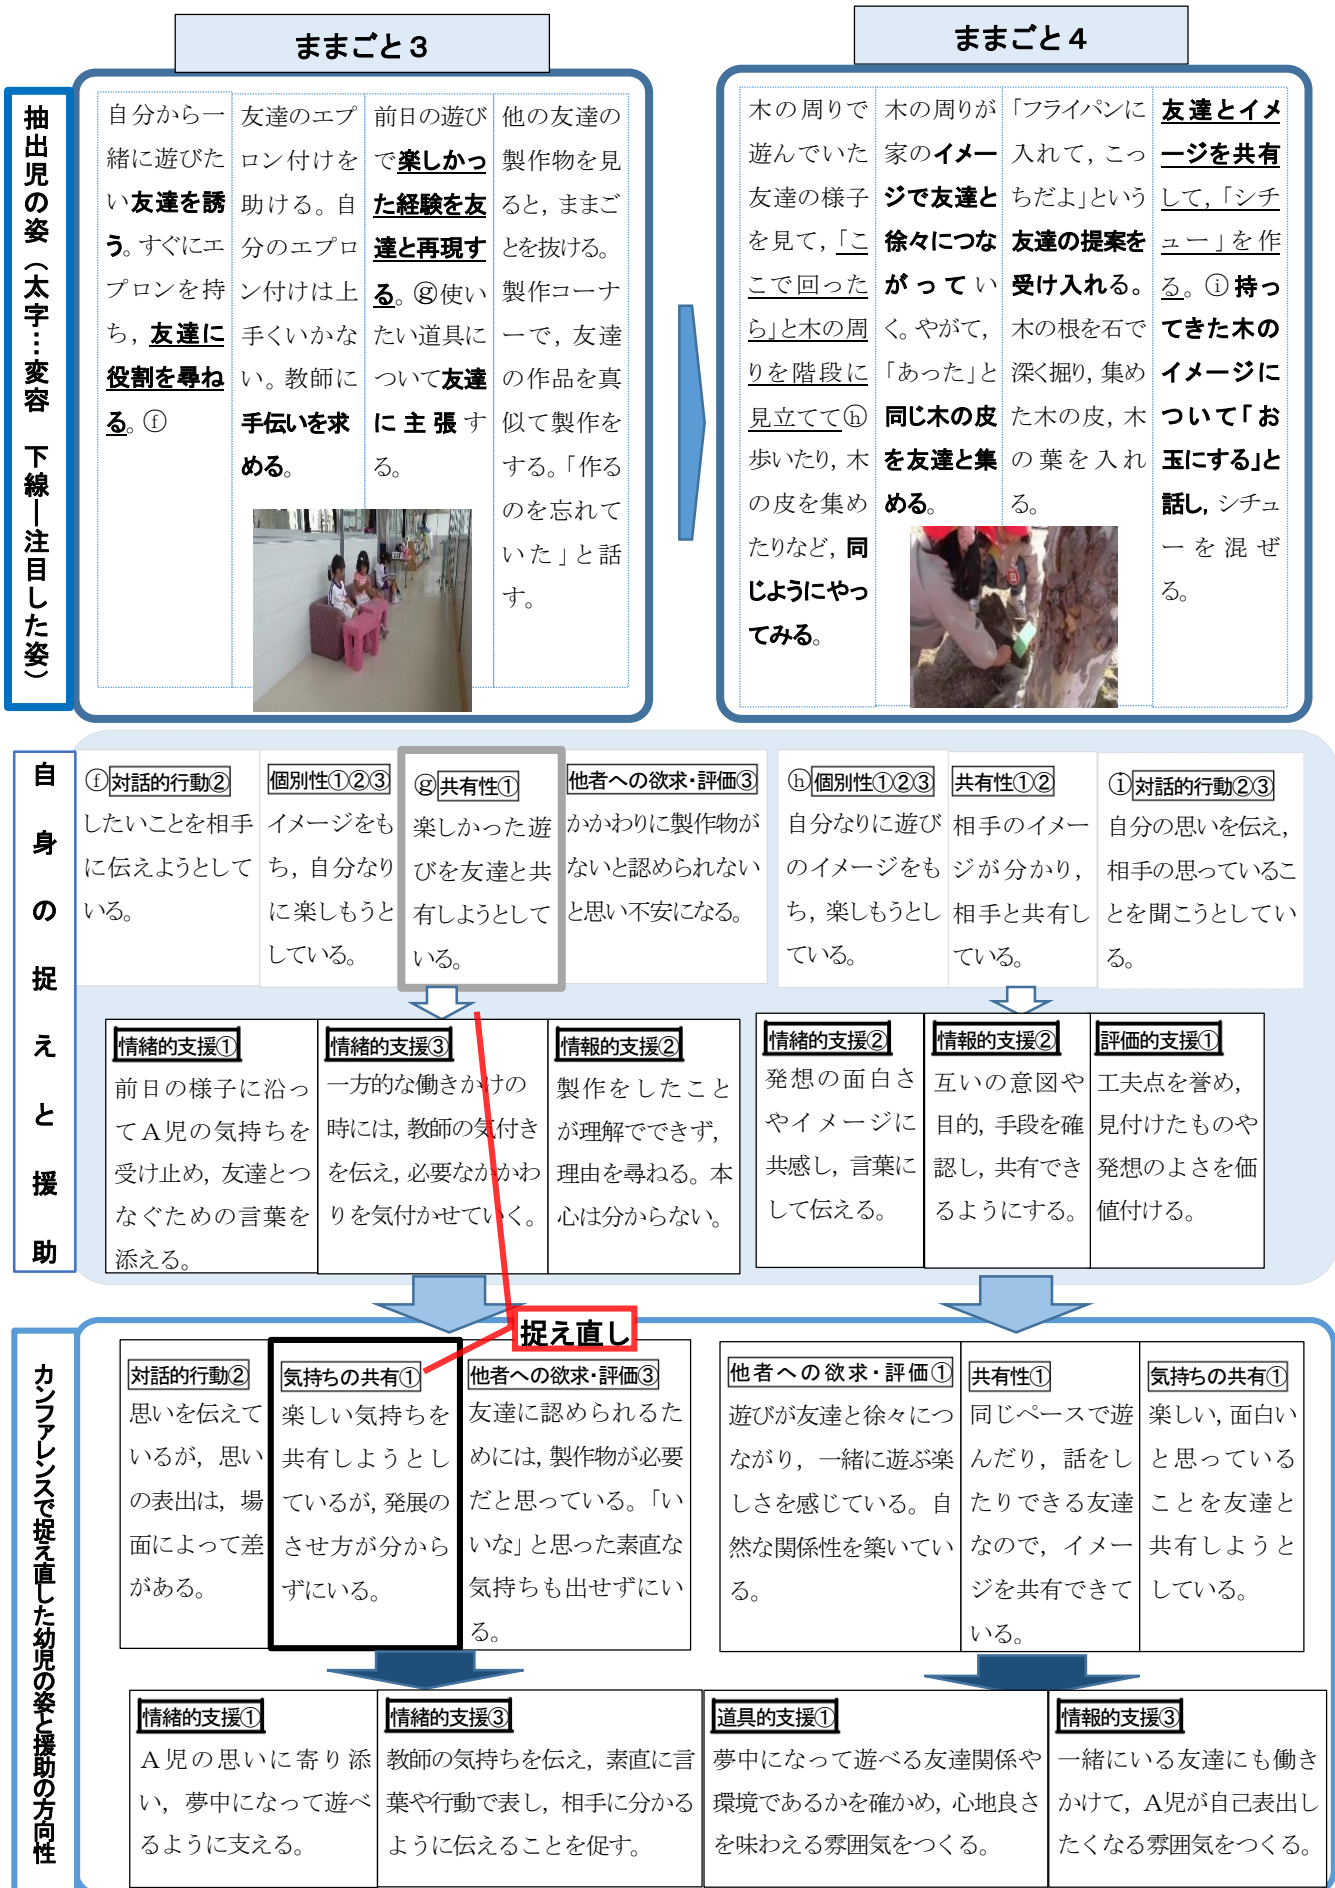 ままごと3
ままごと4
抽出児の姿（太字…変容　下線―注目した姿）
自分から一
緒に遊びた
い友達を誘
う。すぐにエ
プロンを持
ち，友達に
役割を尋ね
る。ⓕ
友達のエプ
ロン付けを
助ける。自
分のエプロ
ン付けは上
手くいかな
い。教師に
手伝いを求
める。
前日の遊び
で楽しかっ
た経験を友
達と再現す
る。ⓖ使い
たい道具に
ついて友達
に主張す
る。
他の友達の
製作物を見
ると，ままご
とを抜ける。
製作コーナ
ーで，友達
の作品を真
似て製作を
する。「作る
のを忘れて
いた」と話
す。
木の周りで
遊んでいた
友達の様子
を見て，「こ
こで回った
ら」と木の周
りを階段に
見立ててⓗ
歩いたり，木
の皮を集め
たりなど，同
じようにやっ
てみる。
木の周りが
家のイメー
ジで友達と
徐々につな
がってい
く。やがて，
「あった」と
同じ木の皮
を友達と集
める。
「フライパンに
入れて，こっ
ちだよ」という
友達の提案を
受け入れる。
木の根を石で
深く掘り，集め
た木の皮，木
の葉を入れ
る。
友達とイメ
ージを共有
して，「シチ
ュー」を作
る。ⓘ持っ
てきた木の
イメージに
ついて「お
玉にする」と
話し，シチュ
ーを混ぜ
る。
自身の捉えと援助
ⓕ対話的行動②
したいことを相手
に伝えようとして
いる。
個別性①②③
イメージをも
ち，自分なり
に楽しもうと
している。
ⓖ共有性①
楽しかった遊
びを友達と共
有しようとして
いる。
他者への欲求・評価③
かかわりに製作物が
ないと認められない
と思い不安になる。
ⓗ個別性①②③
自分なりに遊び
のイメージをも
ち，楽しもうとし
ている。
共有性①②
相手のイメー
ジが分かり，
相手と共有し
ている。
①対話的行動②③
自分の思いを伝え，
相手の思っているこ
とを聞こうとしてい
る。
情緒的支援①
前日の様子に沿っ
てＡ児の気持ちを
受け止め，友達とつ
なぐための言葉を
添える。
情緒的支援③
一方的な働きかけの
時には，教師の気付き
を伝え，必要なかかわ
りを気付かせていく。
情報的支援②
製作をしたこと
が理解でできず，
理由を尋ねる。本
心は分からない。
情緒的支援②
発想の面白さ
やイメージに
共感し，言葉に
して伝える。
情報的支援②
互いの意図や
目的，手段を確
認し，共有でき
るようにする。
評価的支援①
工夫点を誉め，
見付けたものや
発想のよさを価
値付ける。
捉え直し
カンファレンスで捉え直した幼児の姿と援助の方向性
対話的行動②
思いを伝えて
いるが，思い
の表出は，場
面によって差
がある。
気持ちの共有①
楽しい気持ちを
共有しようとし
ているが，発展の
させ方が分から
ずにいる。
他者への欲求・評価③
友達に認められるた
めには，製作物が必要
だと思っている。「い
いな」と思った素直な
気持ちも出せずにい
る。
他者への欲求・評価①
遊びが友達と徐々につ
ながり，一緒に遊ぶ楽
しさを感じている。自
然な関係性を築いてい
る。
共有性①
同じペースで遊
んだり，話をし
たりできる友達
なので，イメー
ジを共有できて
いる。
気持ちの共有①
楽しい，面白い
と思っている
ことを友達と
共有しようと
している。
情緒的支援①
Ａ児の思いに寄り添
い，夢中になって遊べ
るように支える。
情緒的支援③
教師の気持ちを伝え，素直に言
葉や行動で表し，相手に分かる
ように伝えることを促す。
道具的支援①
夢中になって遊べる友達関係や
環境であるかを確かめ，心地良さ
を味わえる雰囲気をつくる。
情報的支援③
一緒にいる友達にも働き
かけて，Ａ児が自己表出し
たくなる雰囲気をつくる。